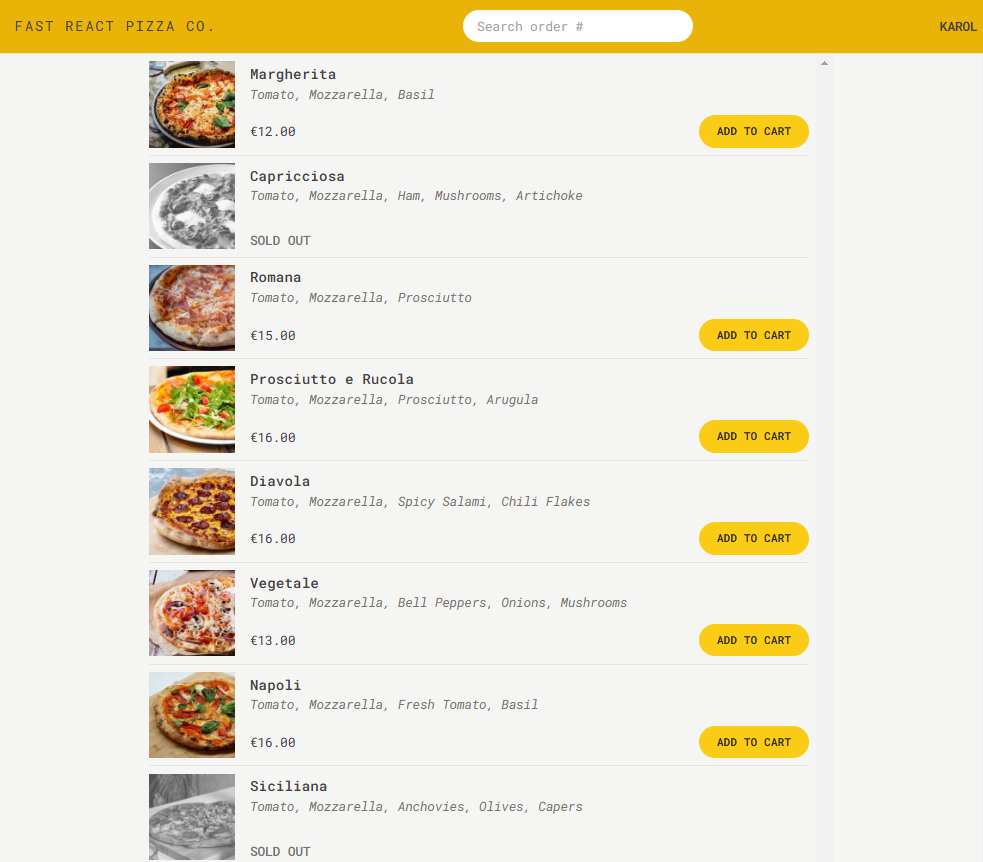 FAST REACT PIZZA CO.
Search order #
KAROL
Margherita
Tomato, Mozzarella, Basil
€12.00
ADD TO CART
Capricciosa
Tomato, Mozzarella, Ham, Mushrooms, Artichoke
SOLD OUT
Romana
Tomato, Mozzarella, Prosciutto
€15.00
ADD TO CART
Prosciutto e Rucola
Tomato, Mozzarella, Prosciutto, Arugula
€16.00
ADD TO CART
Diavola
Tomato, Mozzarella, Spicy Salami, Chili Flakes
€16.00
ADD TO CART
Vegetale
Tomato, Mozzarella, Bell Peppers, Onions, Mushrooms
€13.00
ADD TO CART
Napoli
Tomato, Mozzarella, Fresh Tomato, Basil
€16.00
ADD TO CART
Siciliana
Tomato, Mozzarella, Anchovies, Olives, Capers
SOLD OUT